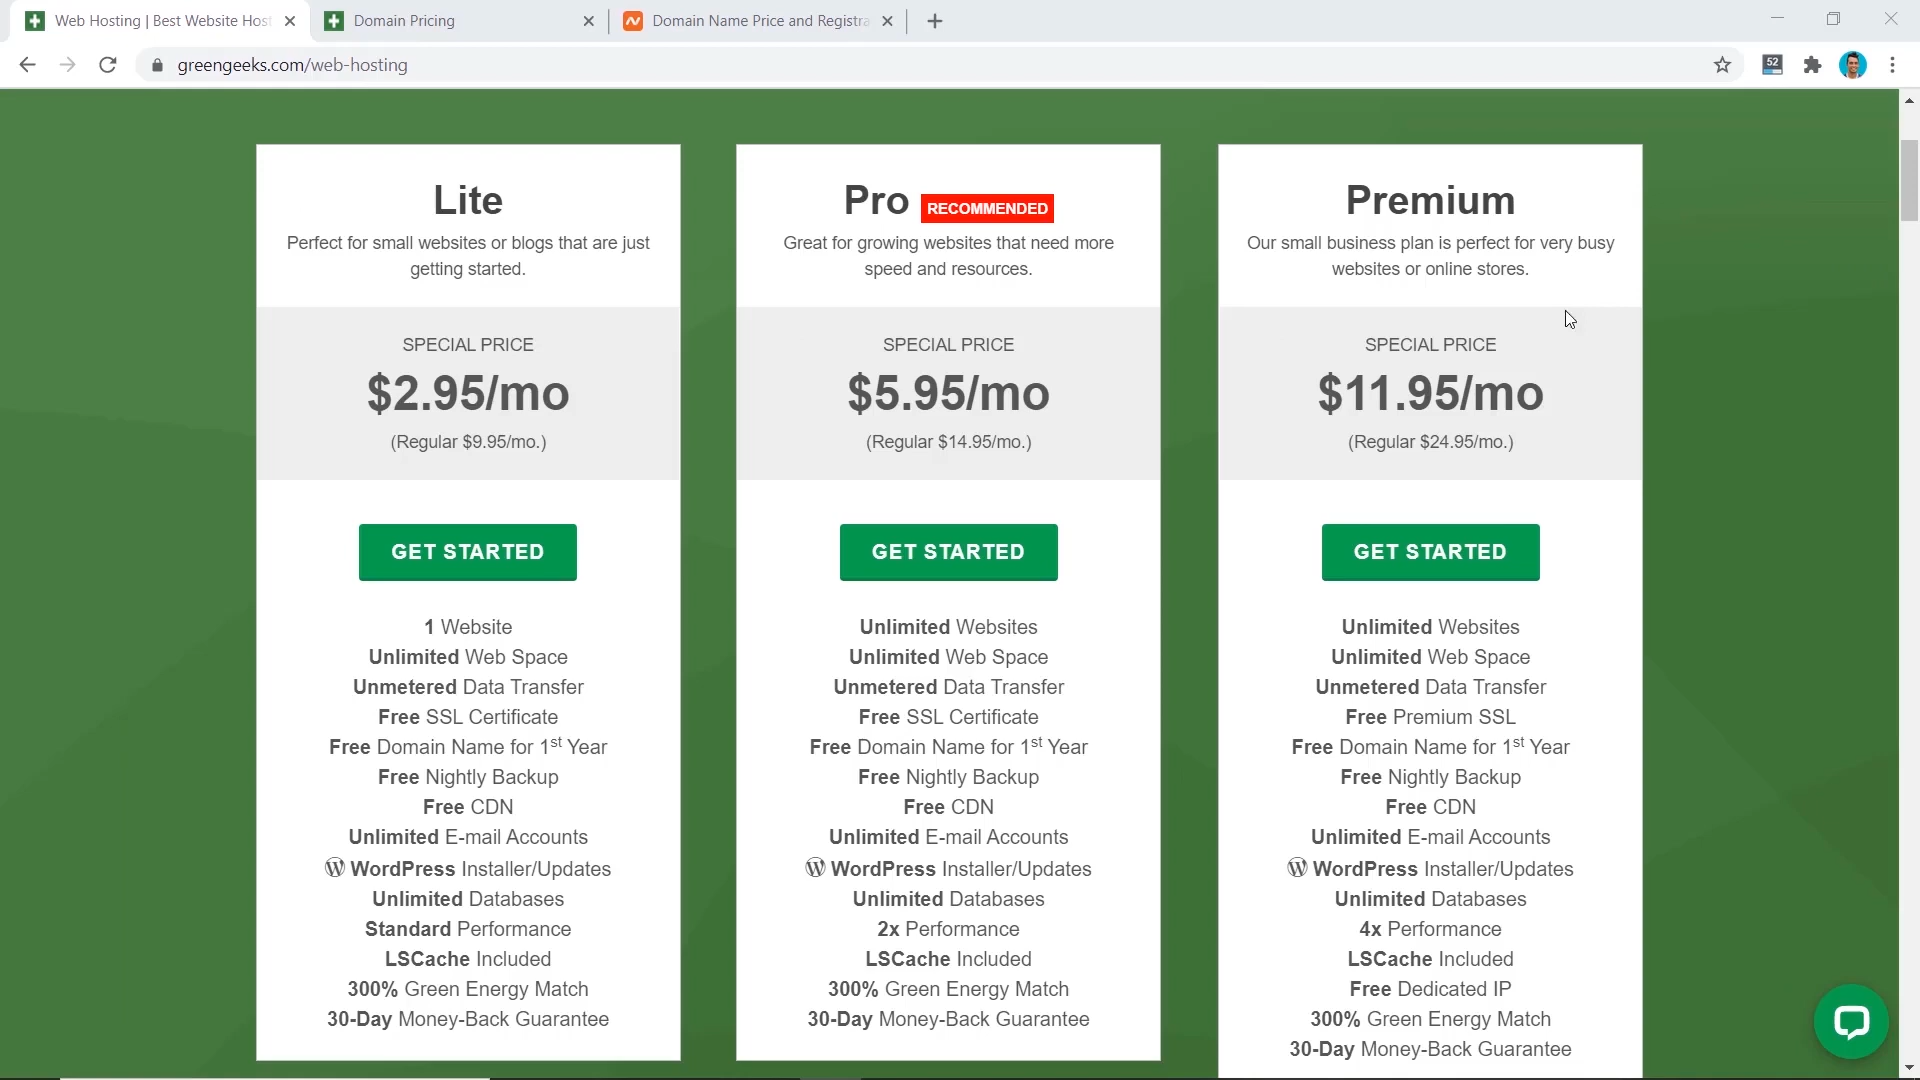 Web Hosting | Best Website Host
Domain Pricing
Domain Name Price and Registra
greengeeks.com/web-hosting
52
Lite
Perfect for small websites or blogs that are just
getting started.
SPECIAL PRICE
$2.95/mo
(Regular $9.95/mo.)
GET STARTED
1 Website
Unlimited Web Space
Unmetered Data Transfer
Free SSL Certificate
Free Domain Name for 1st Year
Free Nightly Backup
Free CDN
Unlimited E-mail Accounts
WordPress Installer/Updates
Unlimited Databases
Standard Performance
LSCache Included
300% Green Energy Match
30-Day Money-Back Guarantee
Pro RECOMMENDED
Great for growing websites that need more
speed and resources.
SPECIAL PRICE
$5.95/mo
(Regular $14.95/mo.)
GET STARTED
Unlimited Websites
Unlimited Web Space
Unmetered Data Transfer
Free SSL Certificate
Free Domain Name for 1st Year
Free Nightly Backup
Free CDN
Unlimited E-mail Accounts
WordPress Installer/Updates
Unlimited Databases
2x Performance
LSCache Included
300% Green Energy Match
30-Day Money-Back Guarantee
Premium
Our small business plan is perfect for very busy
websites or online stores.
SPECIAL PRICE
$11.95/mo
(Regular $24.95/mo.)
GET STARTED
Unlimited Websites
Unlimited Web Space
Unmetered Data Transfer
Free Premium SSL
Free Domain Name for 1st Year
Free Nightly Backup
Free CDN
Unlimited E-mail Accounts
WordPress Installer/Updates
Unlimited Databases
4x Performance
LSCache Included
Free Dedicated IP
300% Green Energy Match
30-Day Money-Back Guarantee